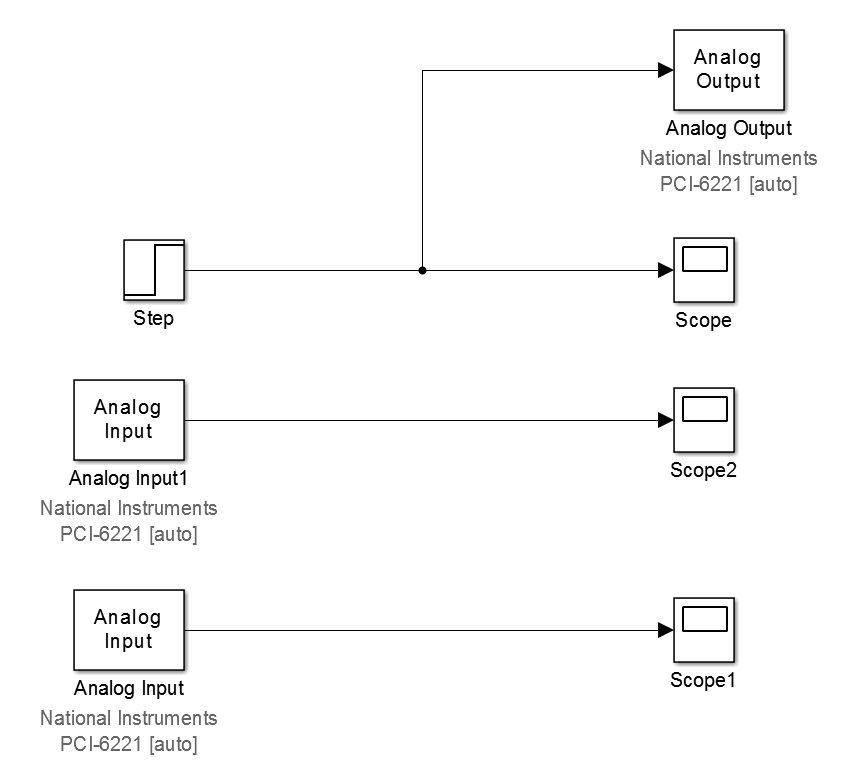 Analog
Output
Analog Output
National Instruments
PCI-6221 [auto]
Step
Scope
Analog
Input
Analog Input1
National Instruments
PCI-6221 [auto]
Scope2
Analog
Input
Analog Input
National Instruments
PCI-6221 [auto]
Scope1